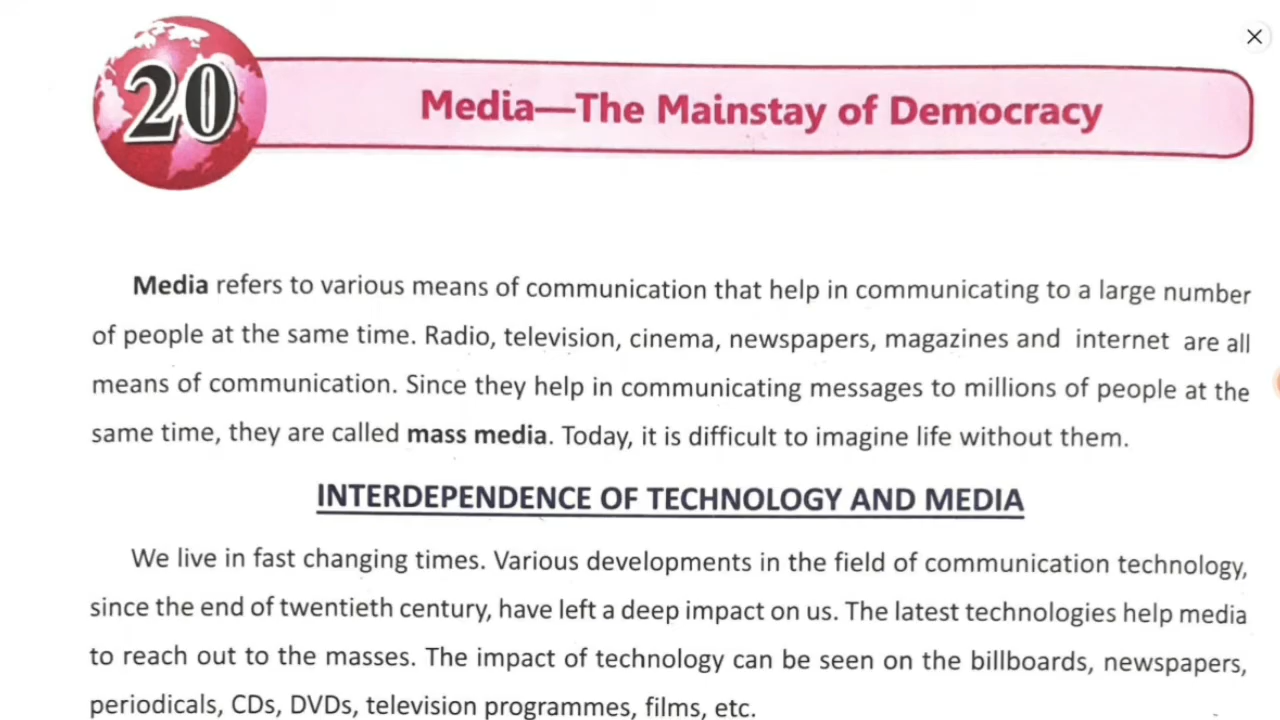 20
Media—The Mainstay of Democracy
Media refers to various means of communication that help in communicating to a large number
of people at the same time. Radio, television, cinema, newspapers, magazines and internet are all
means of communication. Since they help in communicating messages to millions of people at the
same time, they are called mass media. Today, it is difficult to imagine life without them.
INTERDEPENDENCE OF TECHNOLOGY AND MEDIA
We live in fast changing times. Various developments in the field of communication technology,
since the end of twentieth century, have left a deep impact on us. The latest technologies help media
to reach out to the masses. The impact of technology can be seen on the billboards, newspapers,
periodicals, CDs, DVDs, television programmes, films, etc.